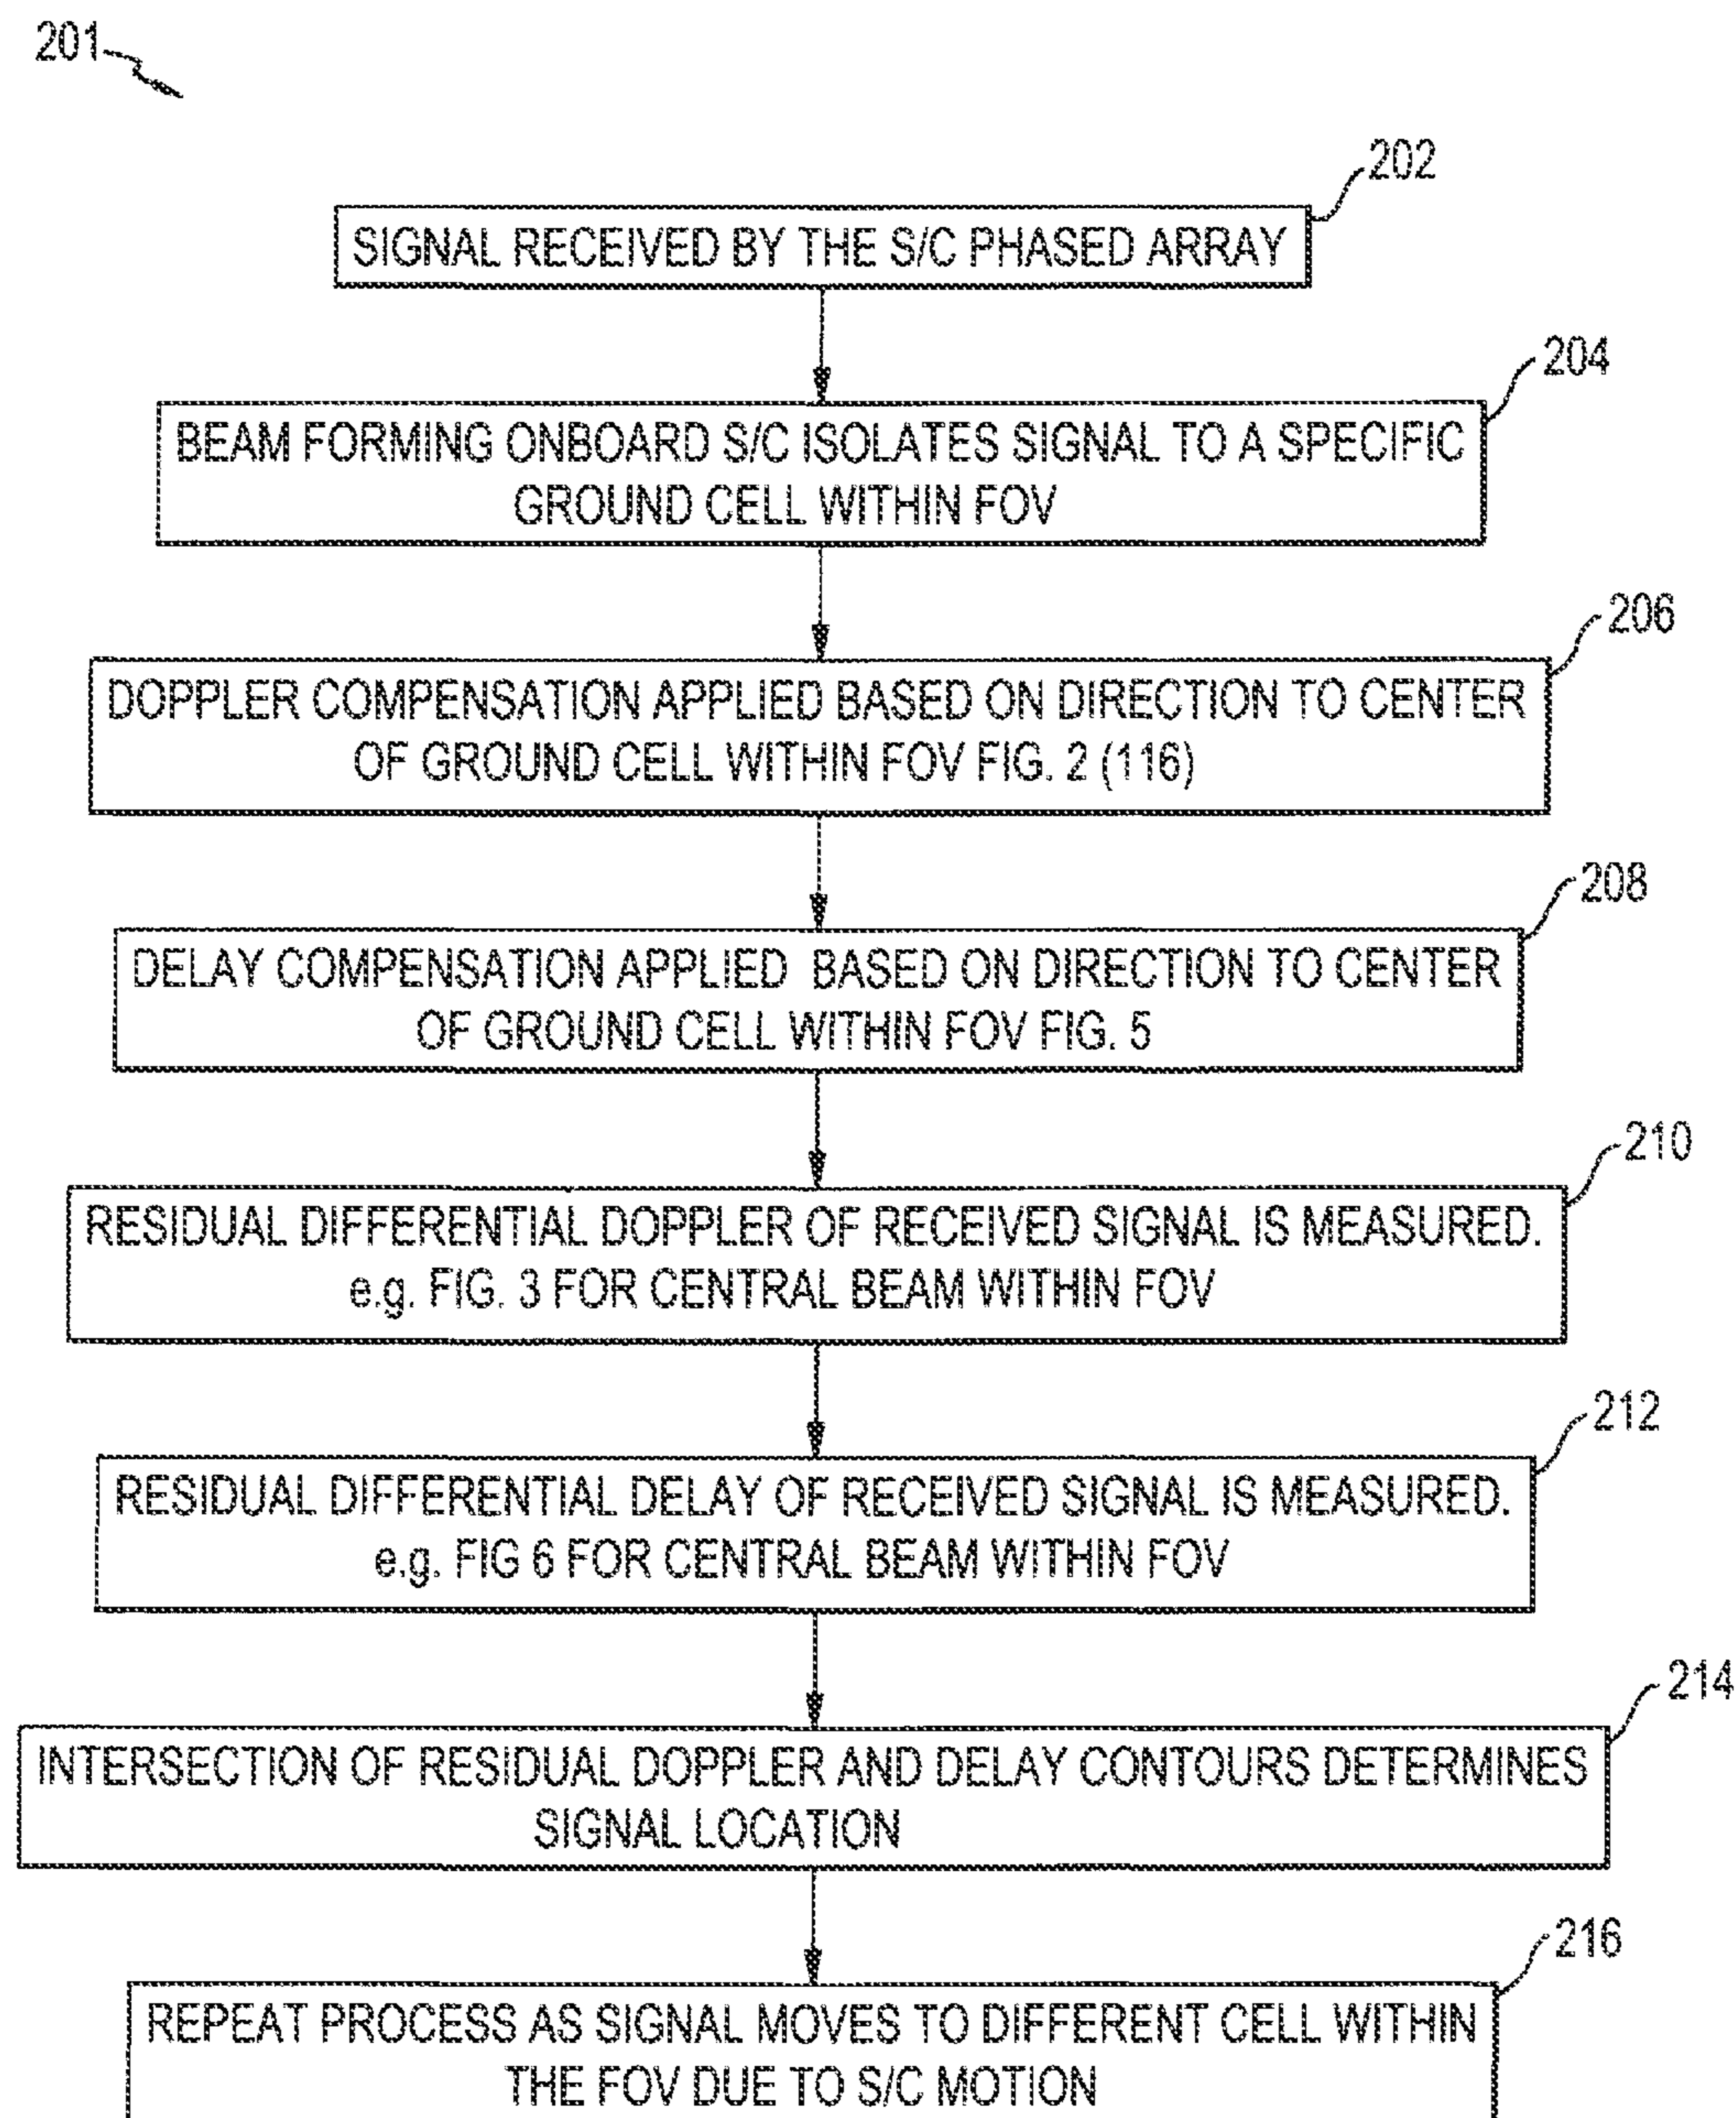 201
202
SIGNAL RECEIVED BY THE S/C PHASED ARRAY
204
BEAM FORMING ONBOARD S/C ISOLATES SIGNAL TO A SPECIFIC
GROUND CELL WITHIN FOV
206
DOPPLER COMPENSATION APPLIED BASED ON DIRECTION TO CENTER
OF GROUND CELL WITHIN FOV FIG. 2 (116)
208
DELAY COMPENSATION APPLIED BASED ON DIRECTION TO CENTER
OF GROUND CELL WITHIN FOV FIG. 5
210
RESIDUAL DIFFERENTIAL DOPPLER OF RECEIVED SIGNAL IS MEASURED.
e.g. FIG. 3 FOR CENTRAL BEAM WITHIN FOV
212
RESIDUAL DIFFERENTIAL DELAY OF RECEIVED SIGNAL IS MEASURED.
e.g. FIG 6 FOR CENTRAL BEAM WITHIN FOV
214
INTERSECTION OF RESIDUAL DOPPLER AND DELAY CONTOURS DETERMINES
SIGNAL LOCATION
216
REPEAT PROCESS AS SIGNAL MOVES TO DIFFERENT CELL WITHIN
THE FOV DUE TO S/C MOTION